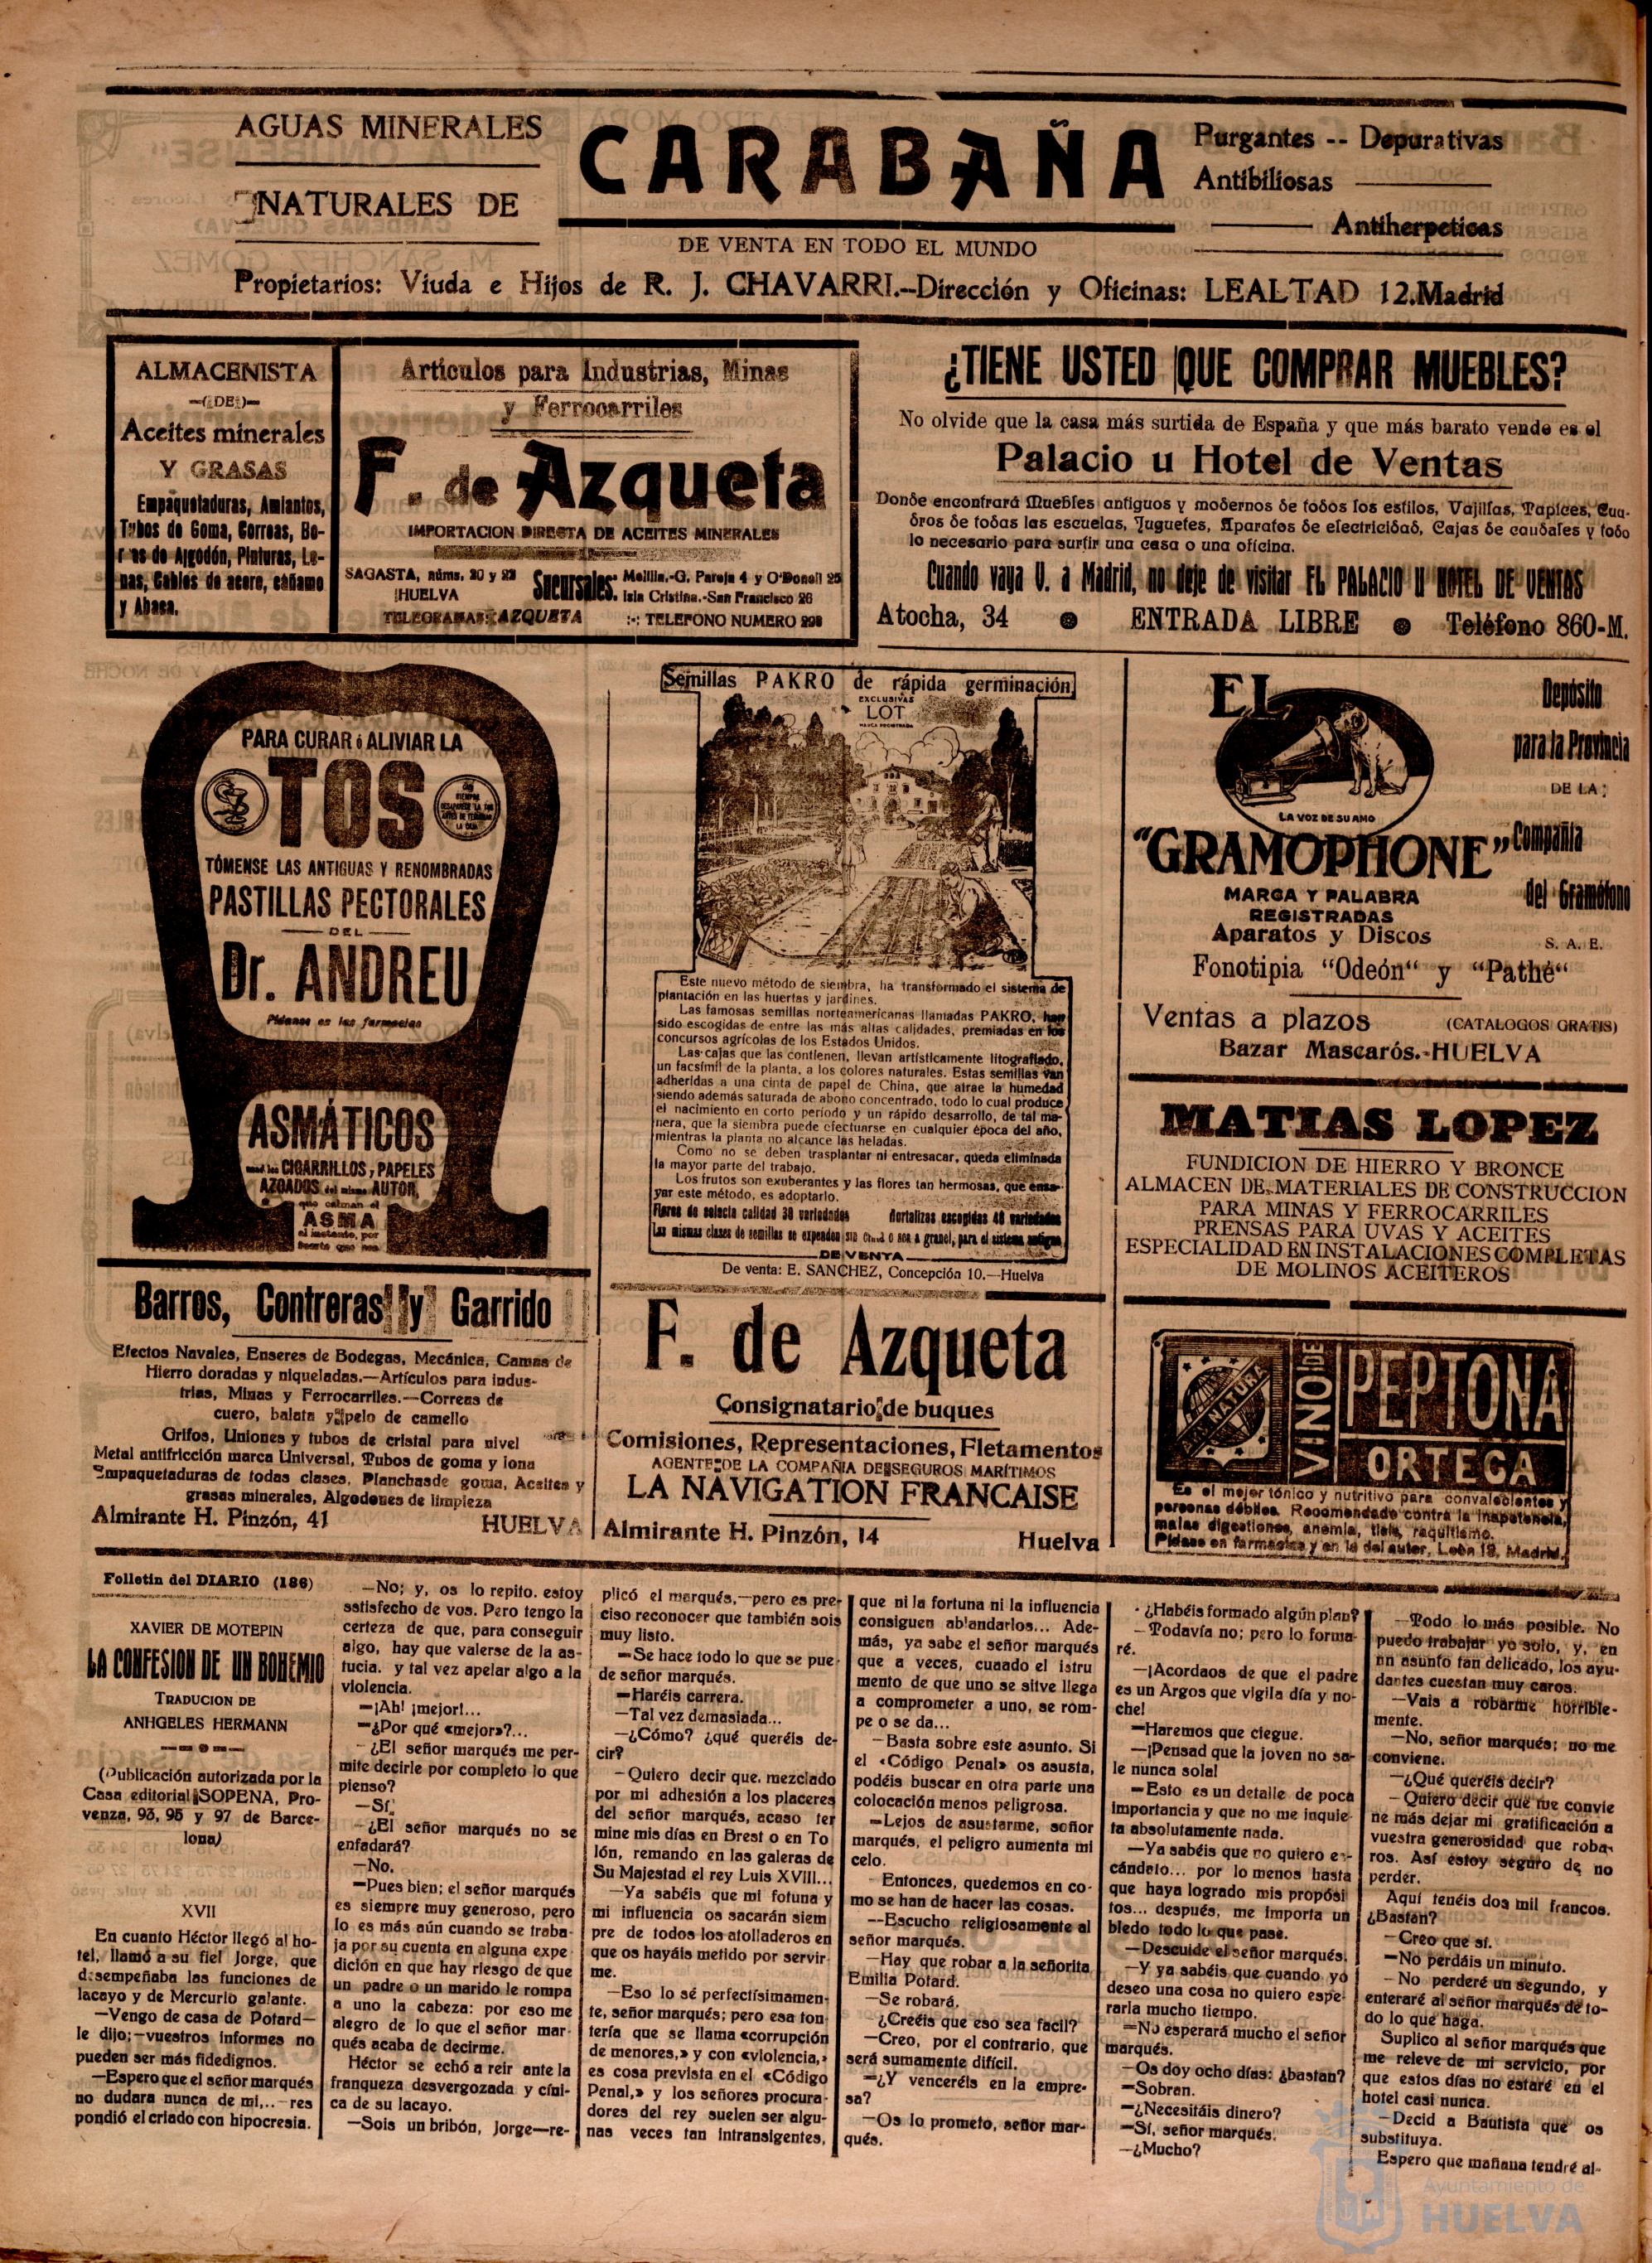 AGUAS MINERALES
NATURALES DE
CARABAÑA
Purgantes -- Depurativas
Antibiliosas
Antiherpeticas
DE VENTA EN TODO EL MUNDO
Propietarios: Viuda e Hijos de R. J. CHAVARRI.--Dirección y Oficinas: LEALTAD 12.Madrid
ALMACENISTA
—(DE)—
Aceites minerales
Y GRASAS
Empaquetaduras, Amiantos,
Tubos de Goma, Correas, Bo-
rras de Algodón, Pinturas, Lo-
nas, Cables de acero, cáñamo
y Abaca.
Artículos para Industrias, Minas
y Ferrocarriles
F. de Azqueta
IMPORTACION DIRECTA DE ACEITES MINERALES
SAGASTA, núms. 20 y 22
HUELVA
Sucursales:
Melilla.-G. Pareja 4 y O'Donell 25
Isla Cristina.-San Francisco 26
TELEGRAMAS: AZQUETA
:-: TELEFONO NUMERO 298
¿TIENE USTED QUE COMPRAR MUEBLES?
No olvide que la casa más surtida de España y que más barato vende es el
Palacio u Hotel de Ventas
Donde encontrará Muebles antiguos y modernos de todos los estilos, Vajillas, Tapices, Cua-
dros de todas las escuelas, Juguetes, Aparatos de electricidad, Cajas de caudales y todo
lo necesario para surtir una casa o una oficina.
Cuando vaya V. a Madrid, no deje de visitar EL PALACIO U HOTEL DE VENTAS
Atocha, 34 ENTRADA LIBRE Teléfono 860-M.
PARA CURAR ó ALIVIAR LA
TOS
SIEMPRE
DESAPARECE LA TOS
ANTES DE TERMINAR
LA CAJA
TÓMENSE LAS ANTIGUAS Y RENOMBRADAS
PASTILLAS PECTORALES
DEL
Dr. ANDREU
Pídanse en las farmacias
ASMÁTICOS
usad los CIGARRILLOS y PAPELES
AZOADOS del mismo AUTOR,
que calman el
ASMA
al instante, por
fuerte que sea
Semillas PAKRO de rápida germinación
EXCLUSIVAS
LOT
MARCA REGISTRADA
Este nuevo método de siembra, ha transformado el sistema de
plantación en las huertas y jardines.
Las famosas semillas norteamericanas llamadas PAKRO, han
sido escogidas de entre las más altas calidades, premiadas en los
concursos agrícolas de los Estados Unidos.
Las cajas que las contienen, llevan artísticamente litografiado,
un facsímil de la planta, a los colores naturales. Estas semillas van
adheridas a una cinta de papel de China, que atrae la humedad
siendo además saturada de abono concentrado, todo lo cual produce
el nacimiento en corto período y un rápido desarrollo, de tal ma-
nera, que la siembra puede efectuarse en cualquier época del año,
mientras la planta no alcance las heladas.
Como no se deben trasplantar ni entresacar, queda eliminada
la mayor parte del trabajo.
Los frutos son exuberantes y las flores tan hermosas, que ensa-
yar este método, es adoptarlo.
Flores de selecta calidad 38 variedades Hortalizas escogidas 40 variedades
Las mismas clases de semillas se expenden sin cinta o sea a granel, para el sistema antiguo
DE VENTA
De venta: E. SANCHEZ, Concepción 10.—Huelva
EL
LA VOZ DE SU AMO
"GRAMOPHONE"
MARCA Y PALABRA
REGISTRADAS
Aparatos y Discos
Fonotipia "Odeón" y "Pathé"
Depósito
para la Provincia
DE LA
Compañia
del Gramófono
S. A. E.
Ventas a plazos (CATALOGOS GRATIS)
Bazar Mascarós.-HUELVA
MATIAS LOPEZ
FUNDICION DE HIERRO Y BRONCE
ALMACEN DE MATERIALES DE CONSTRUCCION
PARA MINAS Y FERROCARRILES
PRENSAS PARA UVAS Y ACEITES
ESPECIALIDAD EN INSTALACIONES COMPLETAS
DE MOLINOS ACEITEROS
Barros, Contreras y Garrido
Efectos Navales, Enseres de Bodegas, Mecánica, Camas de
Hierro doradas y niqueladas.—Artículos para indus-
trias, Minas y Ferrocarriles.—Correas de
cuero, balata y pelo de camello
Grifos, Uniones y tubos de cristal para nivel
Metal antifricción marca Universal, Tubos de goma y lona
Empaquetaduras de todas clases, Planchasde goma, Aceites y
grasas minerales, Algodones de limpieza
Almirante H. Pinzón, 41 HUELVA
F. de Azqueta
Consignatario de buques
Comisiones, Representaciones, Fletamentos
AGENTE DE LA COMPAÑIA DE SEGUROS MARÍTIMOS
LA NAVIGATION FRANCAISE
Almirante H. Pinzón, 14 Huelva
VINO DE
PEPTONA
ORTEGA
Es el mejor tónico y nutritivo para convalecientes y
personas débiles. Recomendado contra la inapetencia,
malas digestiones, anemia, tisis, raquitismo.
Pídase en farmacias y en la del autor, León 13, Madrid.
Folletin del DIARIO (186)
XAVIER DE MOTEPIN
LA CONFESION DE UN BOHEMIO
TRADUCION DE
ANHGELES HERMANN
(Publicación autorizada por la
Casa editorial SOPENA, Pro-
venza, 93, 95 y 97 de Barce-
lona)
XVII
En cuanto Héctor llegó al ho-
tel, llamó a su fiel Jorge, que
desempeñaba las funciones de
lacayo y de Mercurio galante.
—Vengo de casa de Potard—
le dijo;—vuestros informes no
pueden ser más fidedignos.
—Espero que el señor marqués
no dudara nunca de mi,..— res
pondió el criado con hipocresia.
—No; y, os lo repito. estoy
satisfecho de vos. Pero tengo la
certeza de que, para conseguir
algo, hay que valerse de la as-
tucia. y tal vez apelar algo a la
violencia.
—¡Ah! ¡mejor!...
—¿Por qué «mejor»?...
—¿El señor marqués me per-
mite decirle por completo lo que
pienso?
—Sí.
—¿El señor marqués no se
enfadará?
—No.
—Pues bien; el señor marqués
es siempre muy generoso, pero
lo es más aún cuando se traba-
ja por su cuenta en alguna expe
dición en que hay riesgo de que
un padre o un marido le rompa
a uno la cabeza: por eso me
alegro de lo que el señor mar-
qués acaba de decirme.
Héctor se echó a reir ante la
franqueza desvergozada y cíni-
ca de su lacayo.
—Sois un bribón, Jorge—re-
plicó el marqués,—pero es pre-
ciso reconocer que también sois
muy listo.
—Se hace todo lo que se pue-
de señor marqués.
—Haréis carrera.
—Tal vez demasiada...
—¿Cómo? ¿qué queréis de-
cir?
—Quiero decir que, mezclado
por mi adhesión a los placeres
del señor marqués, acaso ter
mine mis días en Brest o en To
lón, remando en las galeras de
Su Majestad el rey Luis XVIII...
—Ya sabéis que mi fotuna y
mi influencia os sacarán siem
pre de todos los atolladeros en
que os hayáis metido por servir-
me.
—Eso lo sé perfectísimamen-
te, señor marqués; pero esa ton-
tería que se llama «corrupción
de menores,» y con «violencia,»
es cosa prevista en el «Código
Penal,» y los señores procura-
dores del rey suelen ser algu-
nas veces tan intransigentes,
que ni la fortuna ni la influencia
consiguen ablandarlos... Ade-
más, ya sabe el señor marqués
que a veces, cuando el istru
mento de que uno se sitve llega
a comprometer a uno, se rom-
pe o se da...
—Basta sobre este asunto. Si
el «Código Penal» os asusta,
podéis buscar en otra parte una
colocación menos peligrosa.
—Lejos de asustarme, señor
marqués, el peligro aumenta mi
celo.
Entonces, quedemos en co-
mo se han de hacer las cosas.
--Escucho religiosamente al
señor marqués.
—Hay que robar a la señorita
Emilia Potard.
—Se robará.
¿Creéis que eso sea facil?
—Creo, por el contrario, que
será sumamente difícil.
—¿Y venceréis en la empre-
sa?
—Os lo prometo, señor mar-
qués.
¿Habéis formado algún plan?
—Todavía no; pero lo forma-
ré.
—¡Acordaos de que el padre
es un Argos que vigila día y no-
che!
—Haremos que ciegue.
—¡Pensad que la joven no sa-
le nunca sola!
—Esto es un detalle de poca
importancia y que no me inquie-
ta absolutamente nada.
—Ya sabéis que no quiero es-
cándalo... por lo menos hasta
que haya logrado mis propósi
tos... después, me importa un
bledo todo lo que pase.
—Descuide el señor marqués.
—Y ya sabéis que cuando yo
deseo una cosa no quiero espe-
rarla mucho tiempo.
—No esperará mucho el señor
marqués.
—Os doy ocho días: ¿bastan?
—Sobran.
—¿Necesitáis dinero?
—Sí, señor marqués.
—¿Mucho?
—Todo lo más posible. No
puedo trabajar yo solo, y, en
un asunto tan delicado, los ayu-
dantes cuestan muy caros.
—Vais a robarme horrible-
mente.
—No, señor marqués; no me
conviene.
—¿Qué queréis decir?
—Quiero decir que me convie
ne más dejar mi gratificación a
vuestra generosidad que roba-
ros. Así estoy seguro de no
perder.
Aquí tenéis dos mil francos.
¿Bastan?
—Creo que sí.
—No perdáis un minuto.
—No perderé un segundo, y
enteraré al señor marqués de to-
do lo que haga.
Suplico al señor marqués que
me releve de mi servicio, por
que estos días no estaré en el
hotel casi nunca.
—Decid a Bautista que os
substituya.
Espero que mañana tendré al-
Ayuntamiento de
HUELVA